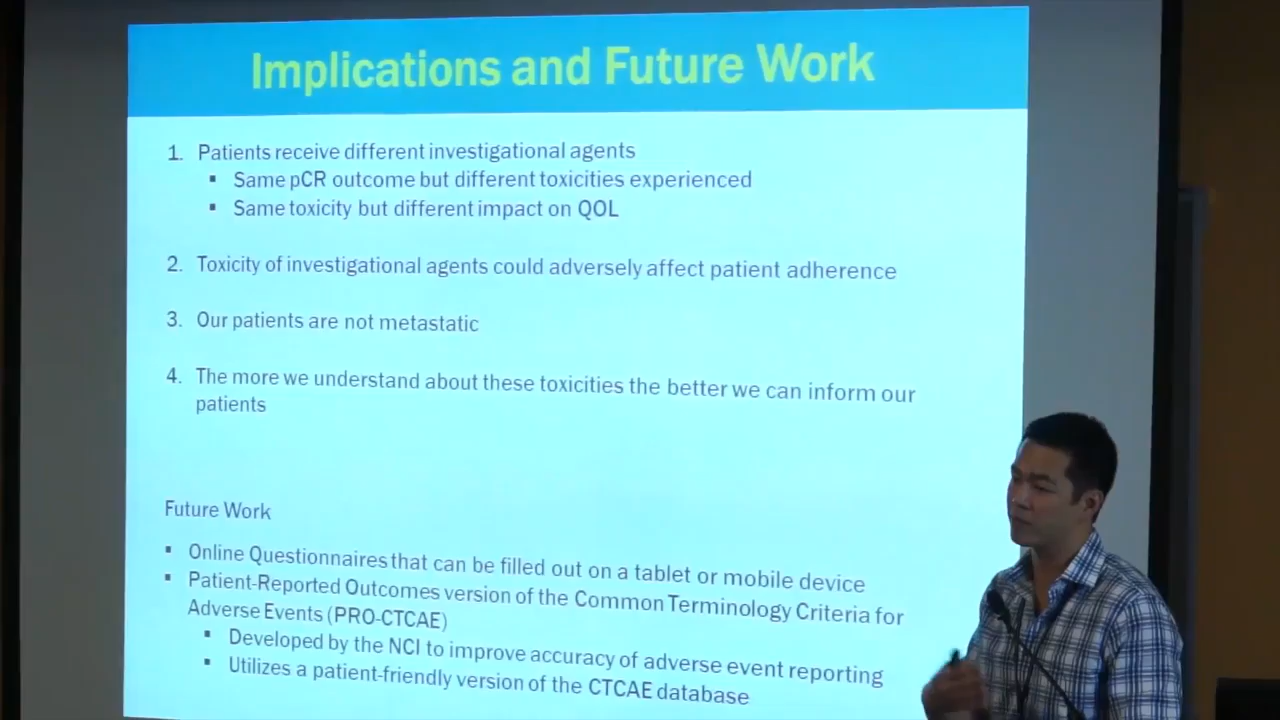 Implications and Future Work
1. Patients receive different investigational agents
▪ Same pCR outcome but different toxicities experienced
▪ Same toxicity but different impact on QOL
2. Toxicity of investigational agents could adversely affect patient adherence
3. Our patients are not metastatic
4. The more we understand about these toxicities the better we can inform our
patients
Future Work
▪ Online Questionnaires that can be filled out on a tablet or mobile device
▪ Patient-Reported Outcomes version of the Common Terminology Criteria for
Adverse Events (PRO-CTCAE)
▪ Developed by the NCI to improve accuracy of adverse event reporting
▪ Utilizes a patient-friendly version of the CTCAE database